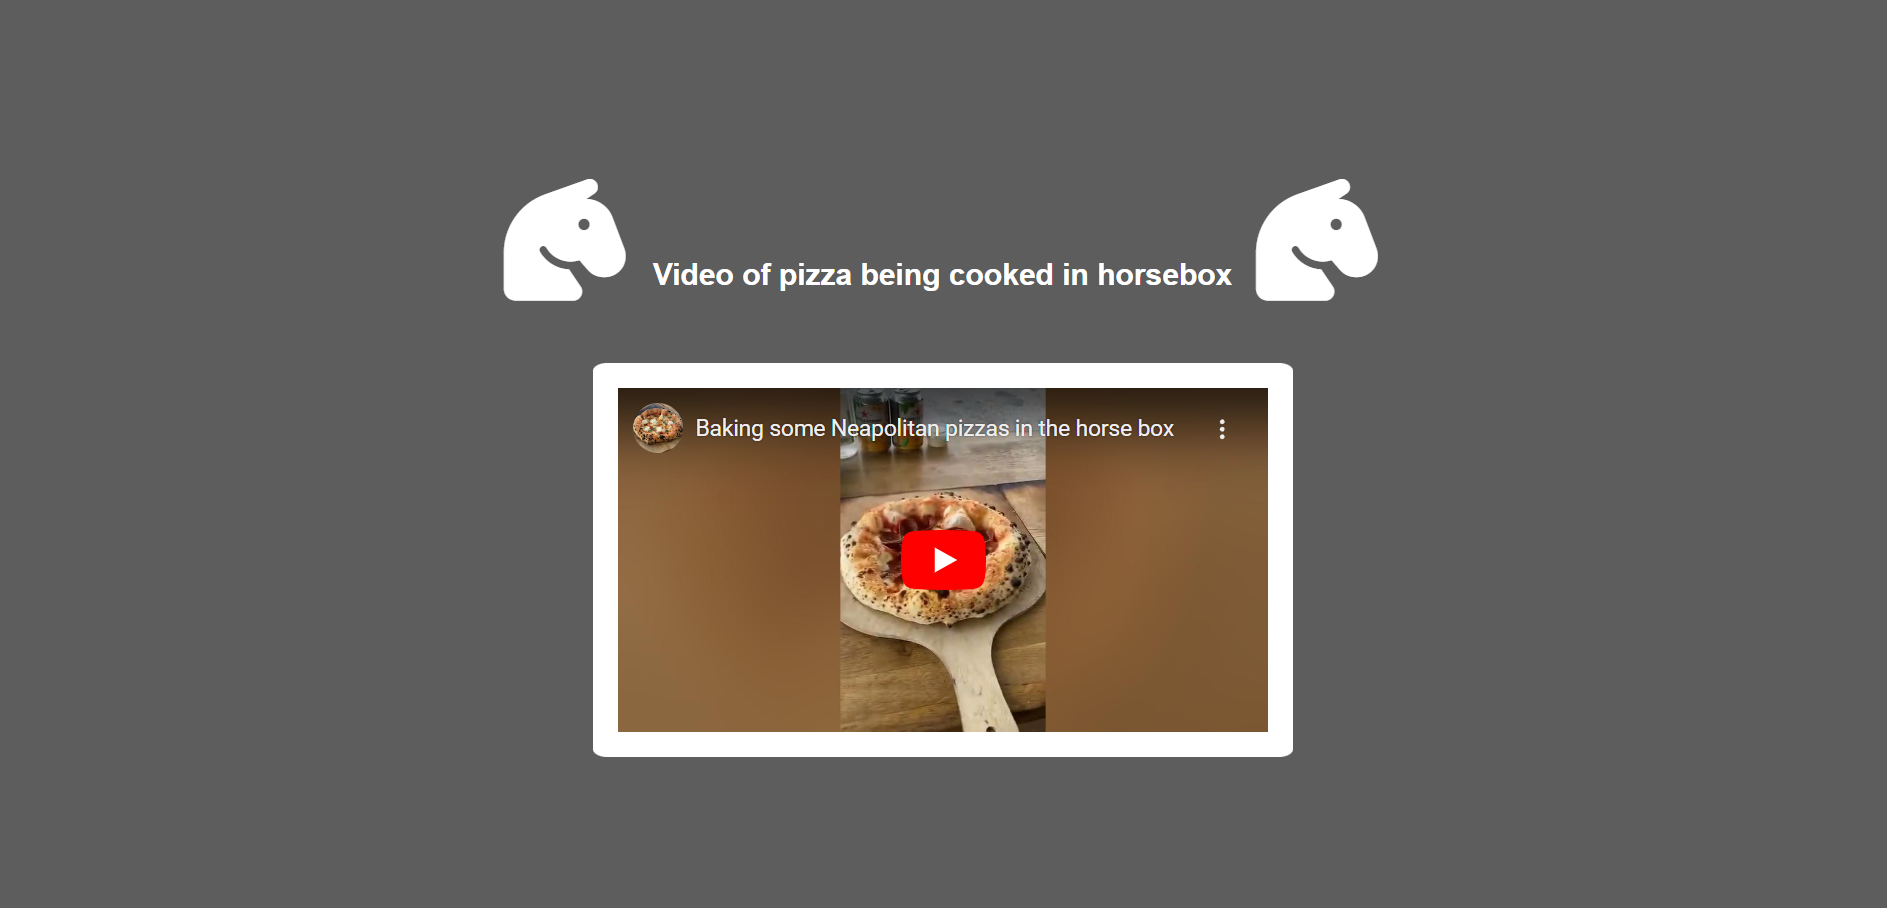 Video of pizza being cooked in horsebox
Baking some Neapolitan pizzas in the horse box